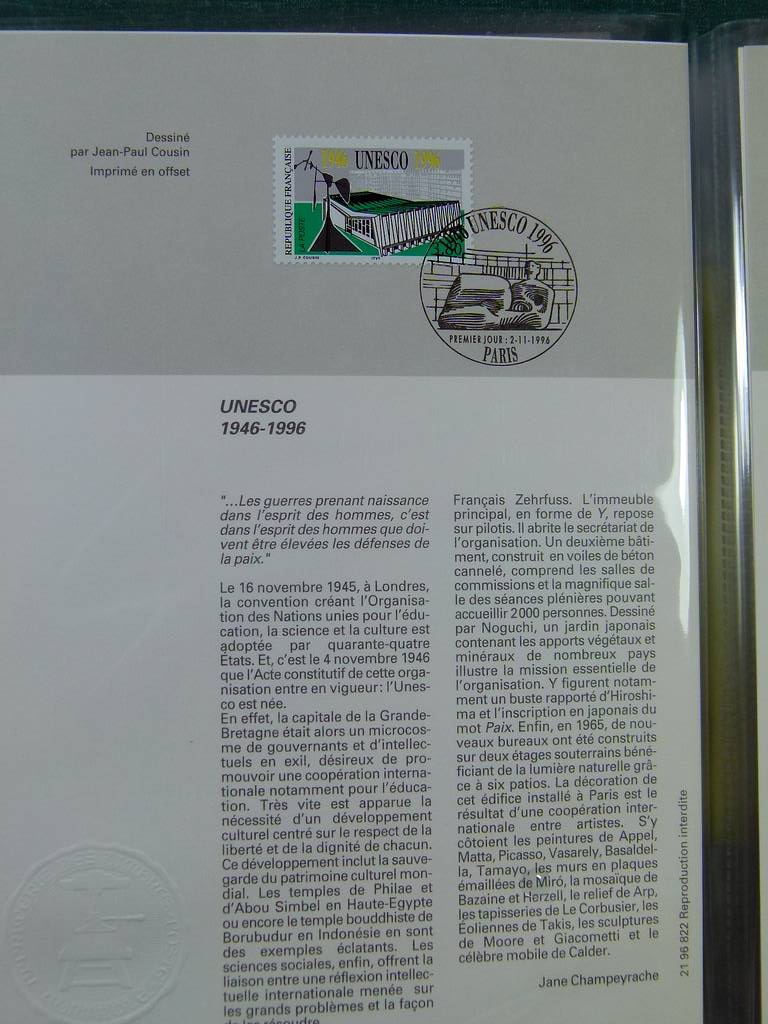 Dessiné
par Jean-Paul Cousin
Imprimé en offset
1946 UNESCO 1996
REPUBLIQUE FRANÇAISE
LA POSTE
J.P. COUSIN
ITVF
UNESCO 1996
PREMIER JOUR : 2-11-1996
PARIS
UNESCO
1946-1996
"...Les guerres prenant naissance
dans l'esprit des hommes, c'est
dans l'esprit des hommes que doi-
vent être élevées les défenses de
la paix."
Le 16 novembre 1945, à Londres,
la convention créant l'Organisa-
tion des Nations unies pour l'édu-
cation, la science et la culture est
adoptée par quarante-quatre
États. Et, c'est le 4 novembre 1946
que l'Acte constitutif de cette orga-
nisation entre en vigueur : l'Unes-
co est née.
En effet, la capitale de la Grande-
Bretagne était alors un microcos-
me de gouvernants et d'intellec-
tuels en exil, désireux de pro-
mouvoir une coopération interna-
tionale notamment pour l'éduca-
tion. Très vite est apparue la
nécessité d'un développement
culturel centré sur le respect de la
liberté et de la dignité de chacun.
Ce développement inclut la sauve-
garde du patrimoine culturel mon-
dial. Les temples de Philae et
d'Abou Simbel en Haute-Egypte
ou encore le temple bouddhiste de
Borubudur en Indonésie en sont
des exemples éclatants. Les
sciences sociales, enfin, offrent la
liaison entre une réflexion intellec-
tuelle internationale menée sur
les grands problèmes et la façon
de les résoudre.
Français Zehrfuss. L'immeuble
principal, en forme de Y, repose
sur pilotis. Il abrite le secrétariat de
l'organisation. Un deuxième bâti-
ment, construit en voiles de béton
cannelé, comprend les salles de
commissions et la magnifique sal-
le des séances plénières pouvant
accueillir 2000 personnes. Dessiné
par Noguchi, un jardin japonais
contenant les apports végétaux et
minéraux de nombreux pays
illustre la mission essentielle de
l'organisation. Y figurent notam-
ment un buste rapporté d'Hiroshi-
ma et l'inscription en japonais du
mot Paix. Enfin, en 1965, de nou-
veaux bureaux ont été construits
sur deux étages souterrains béné-
ficiant de la lumière naturelle grâ-
ce à six patios. La décoration de
cet édifice installé à Paris est le
résultat d'une coopération inter-
nationale entre artistes. S'y
côtoient les peintures de Appel,
Matta, Picasso, Vasarely, Basaldel-
la, Tamayo, les murs en plaques
émaillées de Miró, la mosaïque de
Bazaine et Herzell, le relief de Arp,
les tapisseries de Le Corbusier, les
Éoliennes de Takis, les sculptures
de Moore et Giacometti et le
célèbre mobile de Calder.
Jane Champeyrache
21 96 822 Reproduction interdite